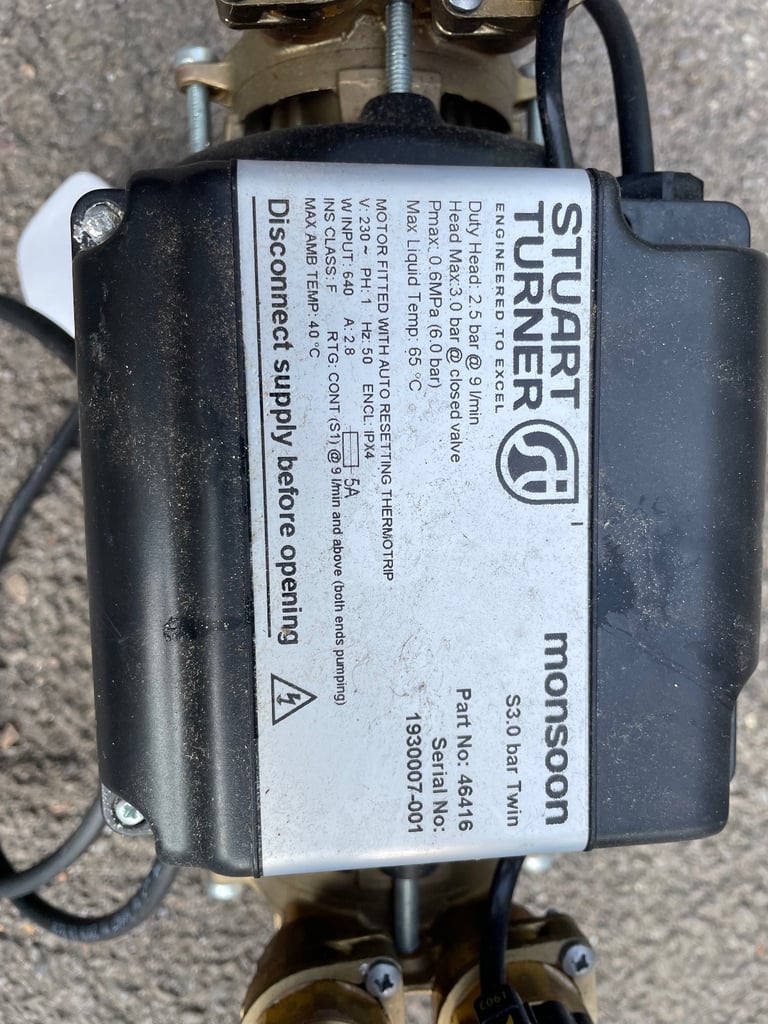 STUART
TURNER
ENGINEERED TO EXCEL
Duty Head: 2.5 bar @ 9 l/min
Head Max:3.0 bar @ closed valve
Pmax: 0.6MPa (6.0 bar)
Max Liquid Temp: 65 °C
monsoon
S3.0 bar Twin
Part No: 46416
Serial No:
1930007-001
MOTOR FITTED WITH AUTO RESETTING THERMOTRIP
V: 230~ PH: 1 Hz: 50 ENCL: IPX4
W INPUT: 640 A: 2.8 5A
INS CLASS: F RTG: CONT (S1) @ 9 l/min and above (both ends pumping)
MAX AMB TEMP: 40 °C
Disconnect supply before opening